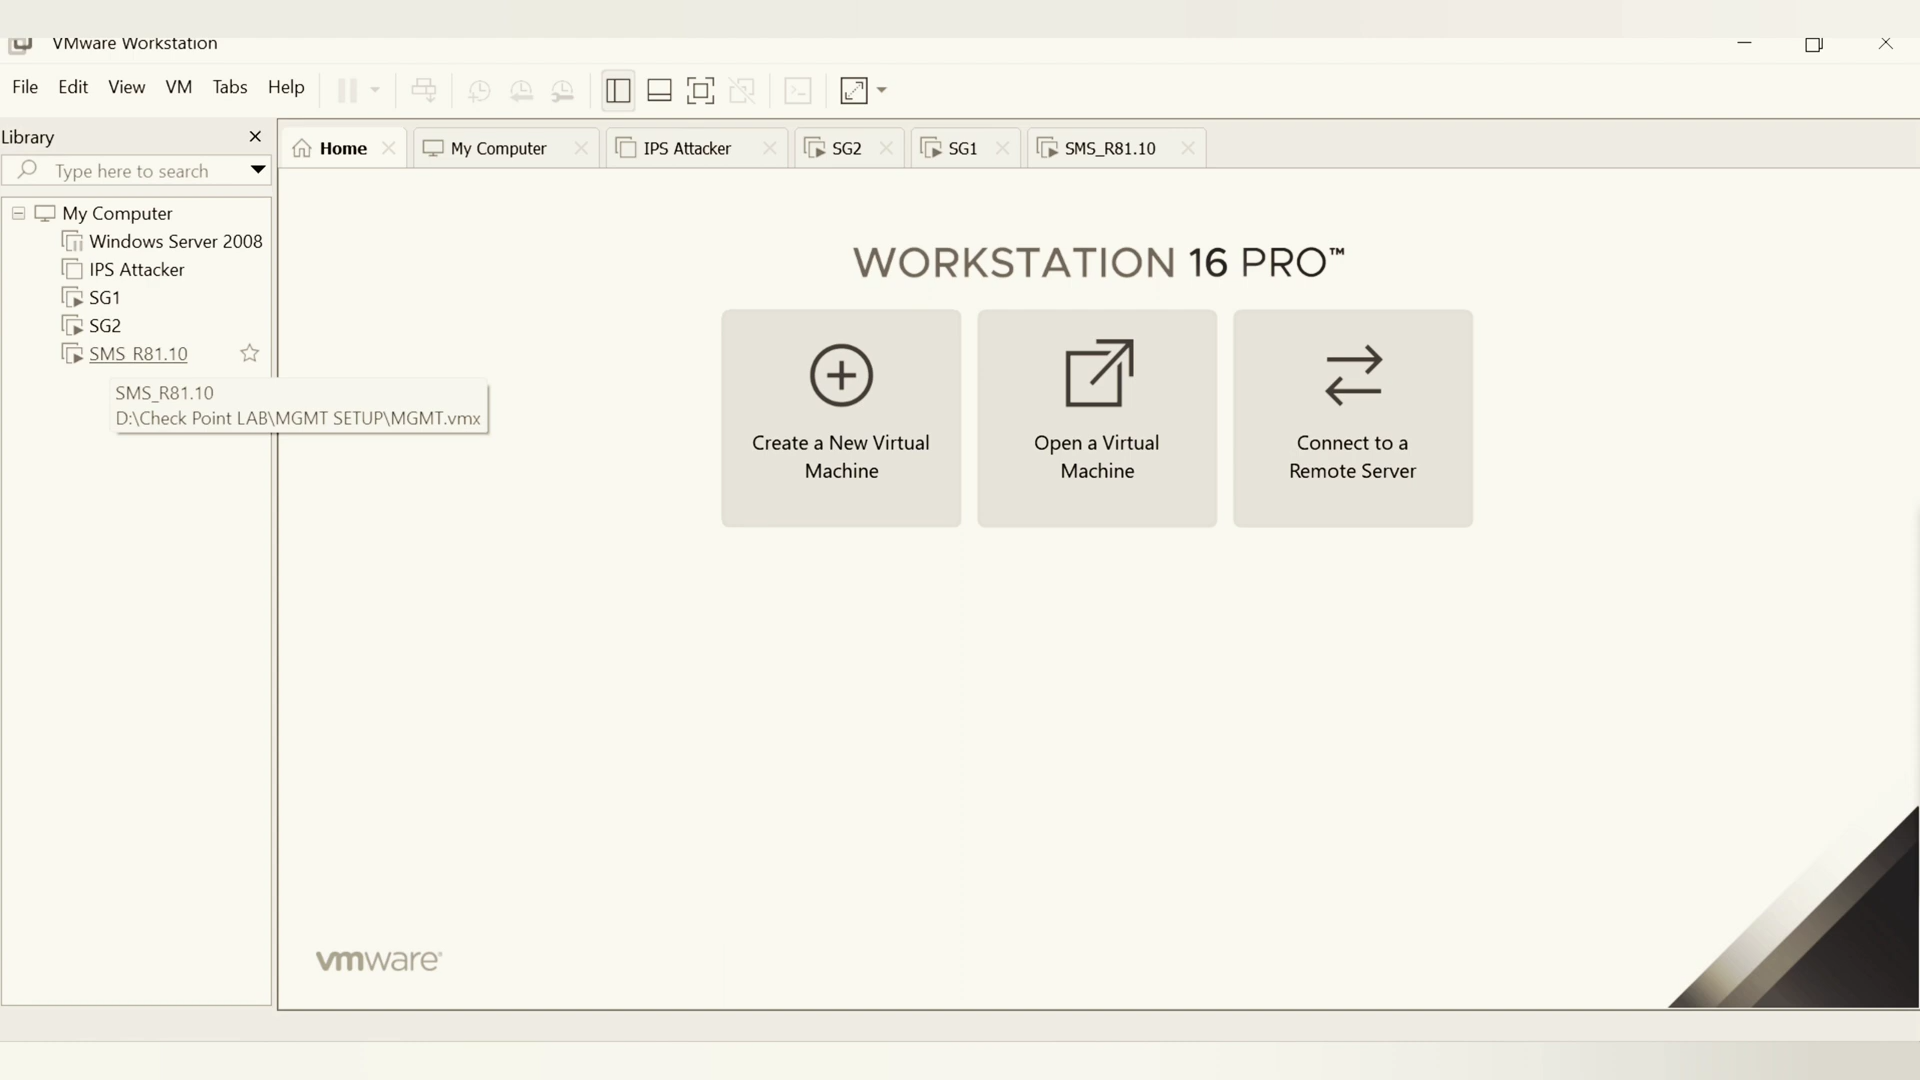 VMware Workstation
File Edit View VM Tabs Help
Library
Type here to search
My Computer
Windows Server 2008
IPS Attacker
SG1
SG2
SMS_R81.10
SMS_R81.10
D:\Check Point LAB\MGMT SETUP\MGMT.vmx
Home My Computer IPS Attacker SG2 SG1 SMS_R81.10
WORKSTATION 16 PRO™
Create a New Virtual
Machine
Open a Virtual
Machine
Connect to a
Remote Server
vmware®